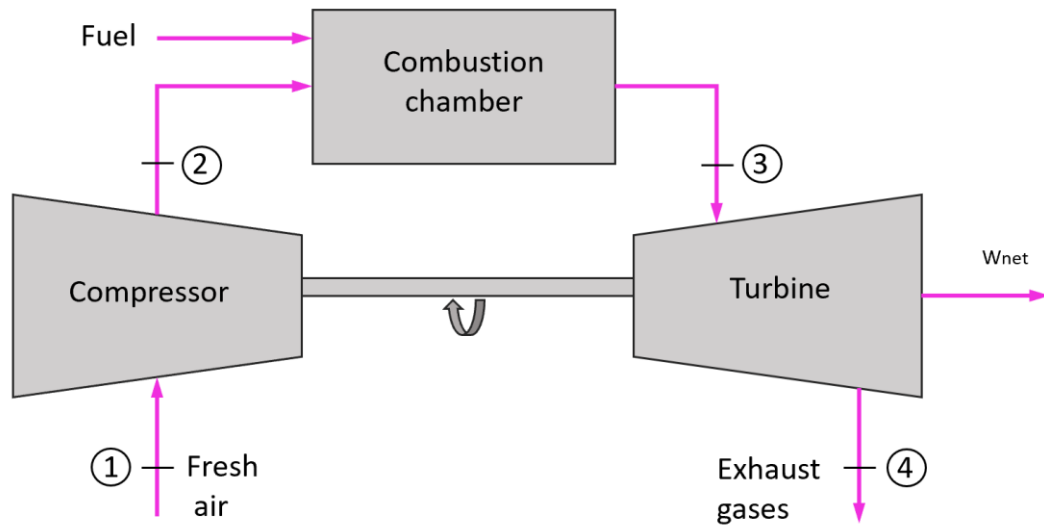 Fuel
Combustion
chamber
2
3
Compressor
Turbine
Wnet
1
Fresh
air
Exhaust
gases
4